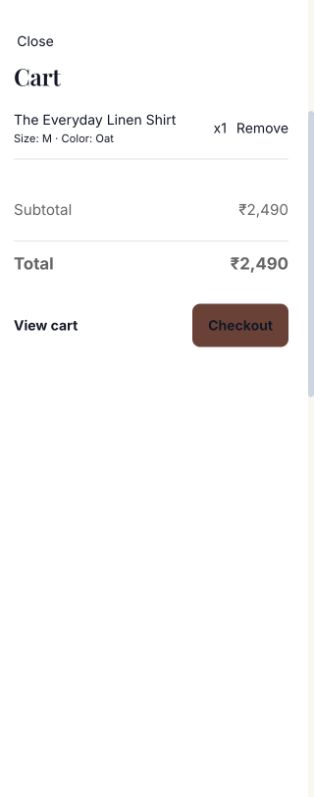 Close
Cart
The Everyday Linen Shirt
Size: M · Color: Oat
x1 Remove
Subtotal ₹2,490
Total ₹2,490
View cart Checkout